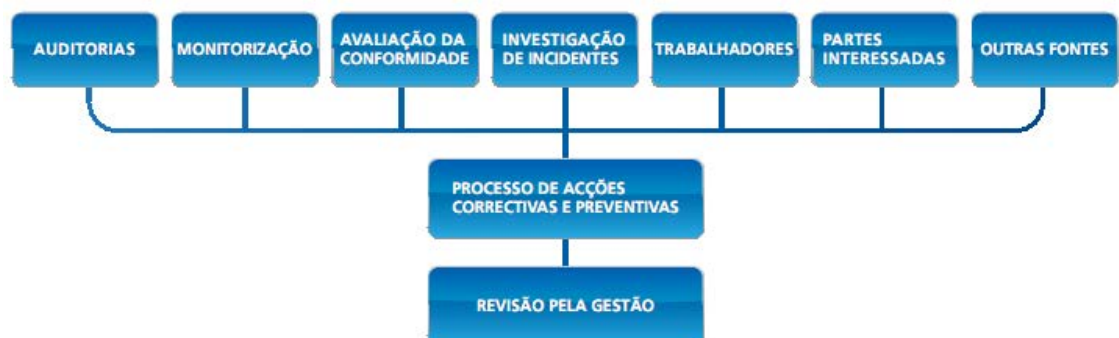 AUDITORIAS
MONITORIZAÇÃO
AVALIAÇÃO DA
CONFORMIDADE
INVESTIGAÇÃO
DE INCIDENTES
TRABALHADORES
PARTES
INTERESSADAS
OUTRAS FONTES
PROCESSO DE ACÇÕES
CORRECTIVAS E PREVENTIVAS
REVISÃO PELA GESTÃO